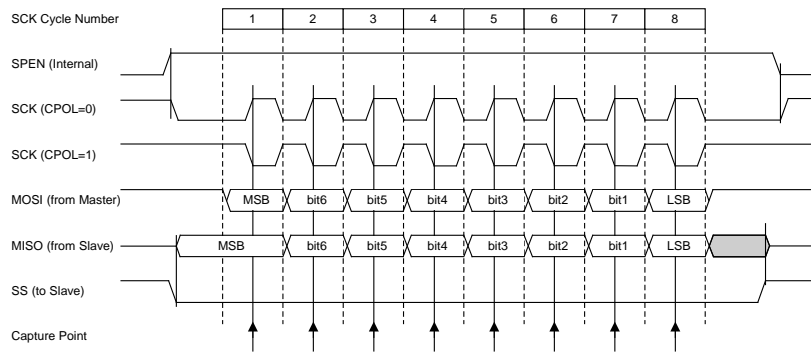 SCK Cycle Number 1 2 3 4 5 6 7 8
SPEN (Internal)
SCK (CPOL=0)
SCK (CPOL=1)
MOSI (from Master) MSB bit6 bit5 bit4 bit3 bit2 bit1 LSB
MISO (from Slave) MSB bit6 bit5 bit4 bit3 bit2 bit1 LSB
SS (to Slave)
Capture Point